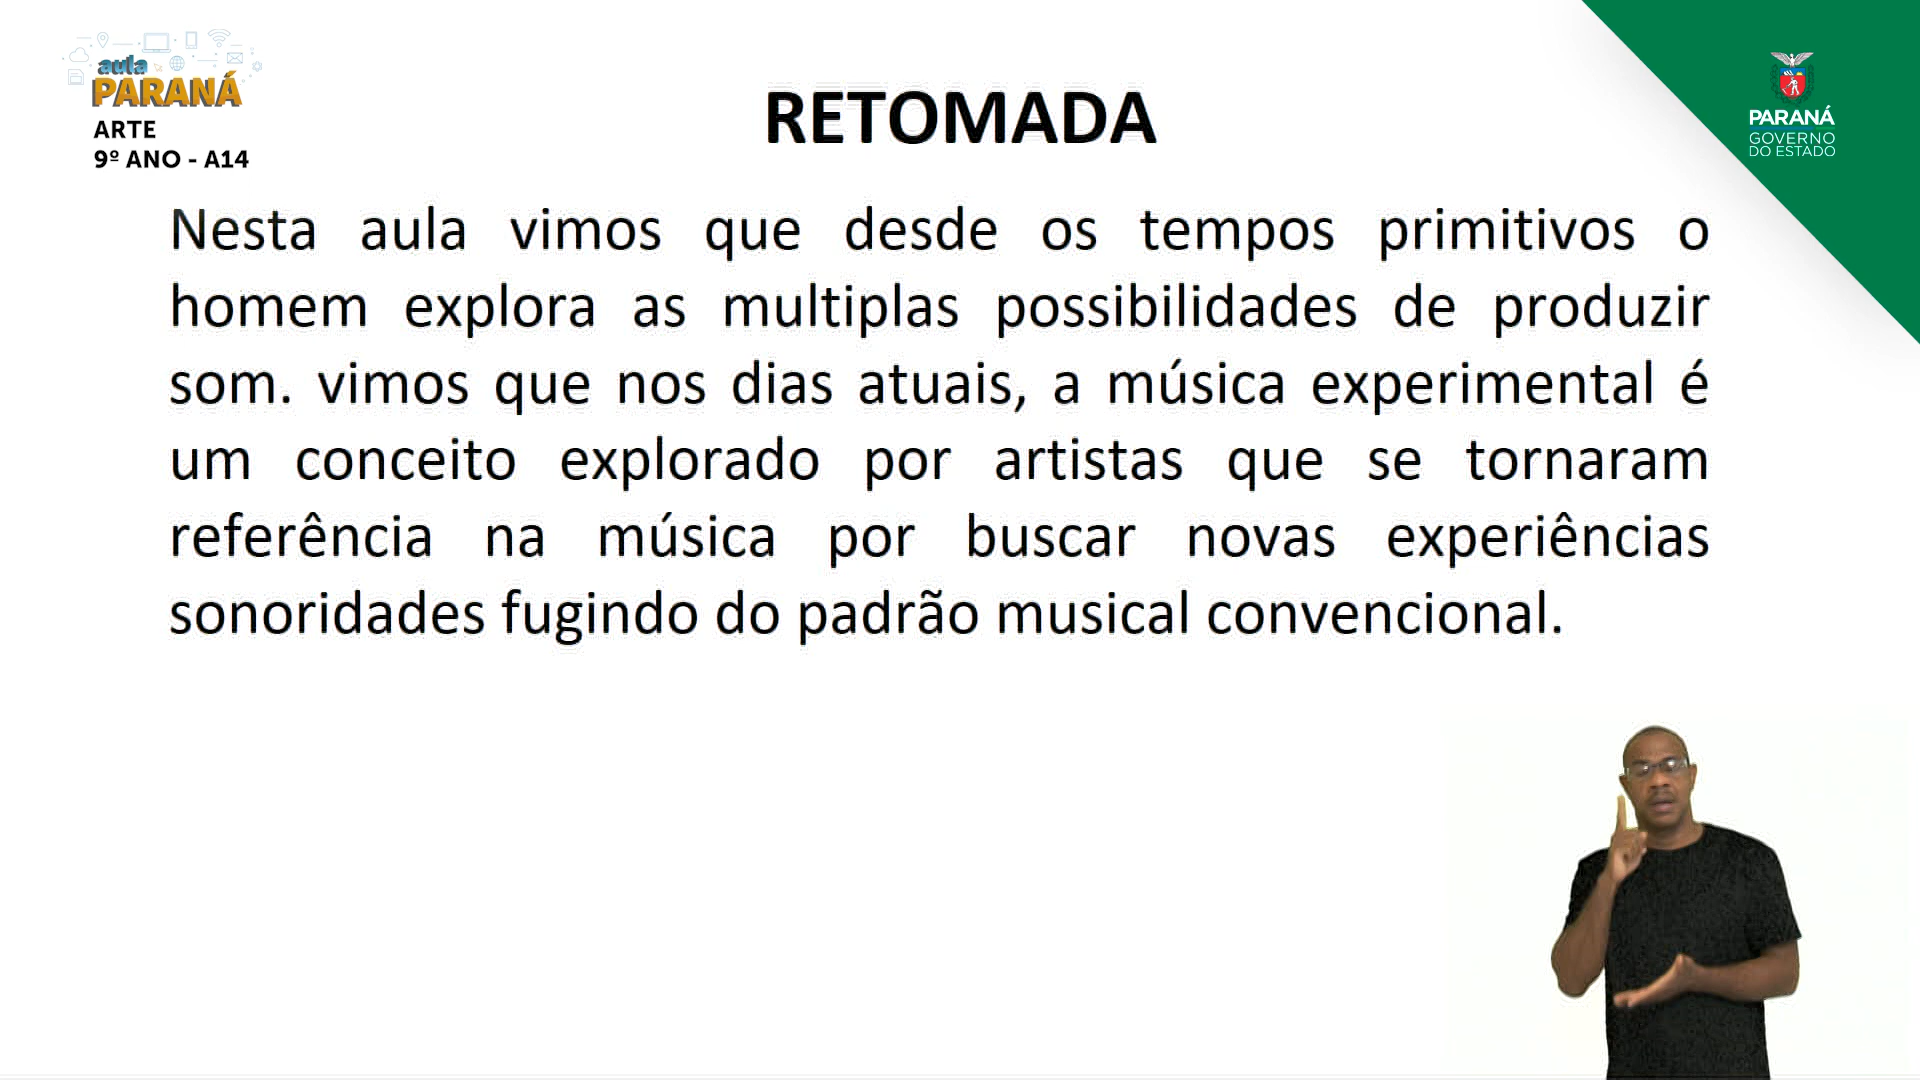 aula
PARANÁ
ARTE
9º ANO - A14
RETOMADA
PARANÁ
GOVERNO
DO ESTADO
Nesta aula vimos que desde os tempos primitivos o
homem explora as multiplas possibilidades de produzir
som. vimos que nos dias atuais, a música experimental é
um conceito explorado por artistas que se tornaram
referência na música por buscar novas experiências
sonoridades fugindo do padrão musical convencional.